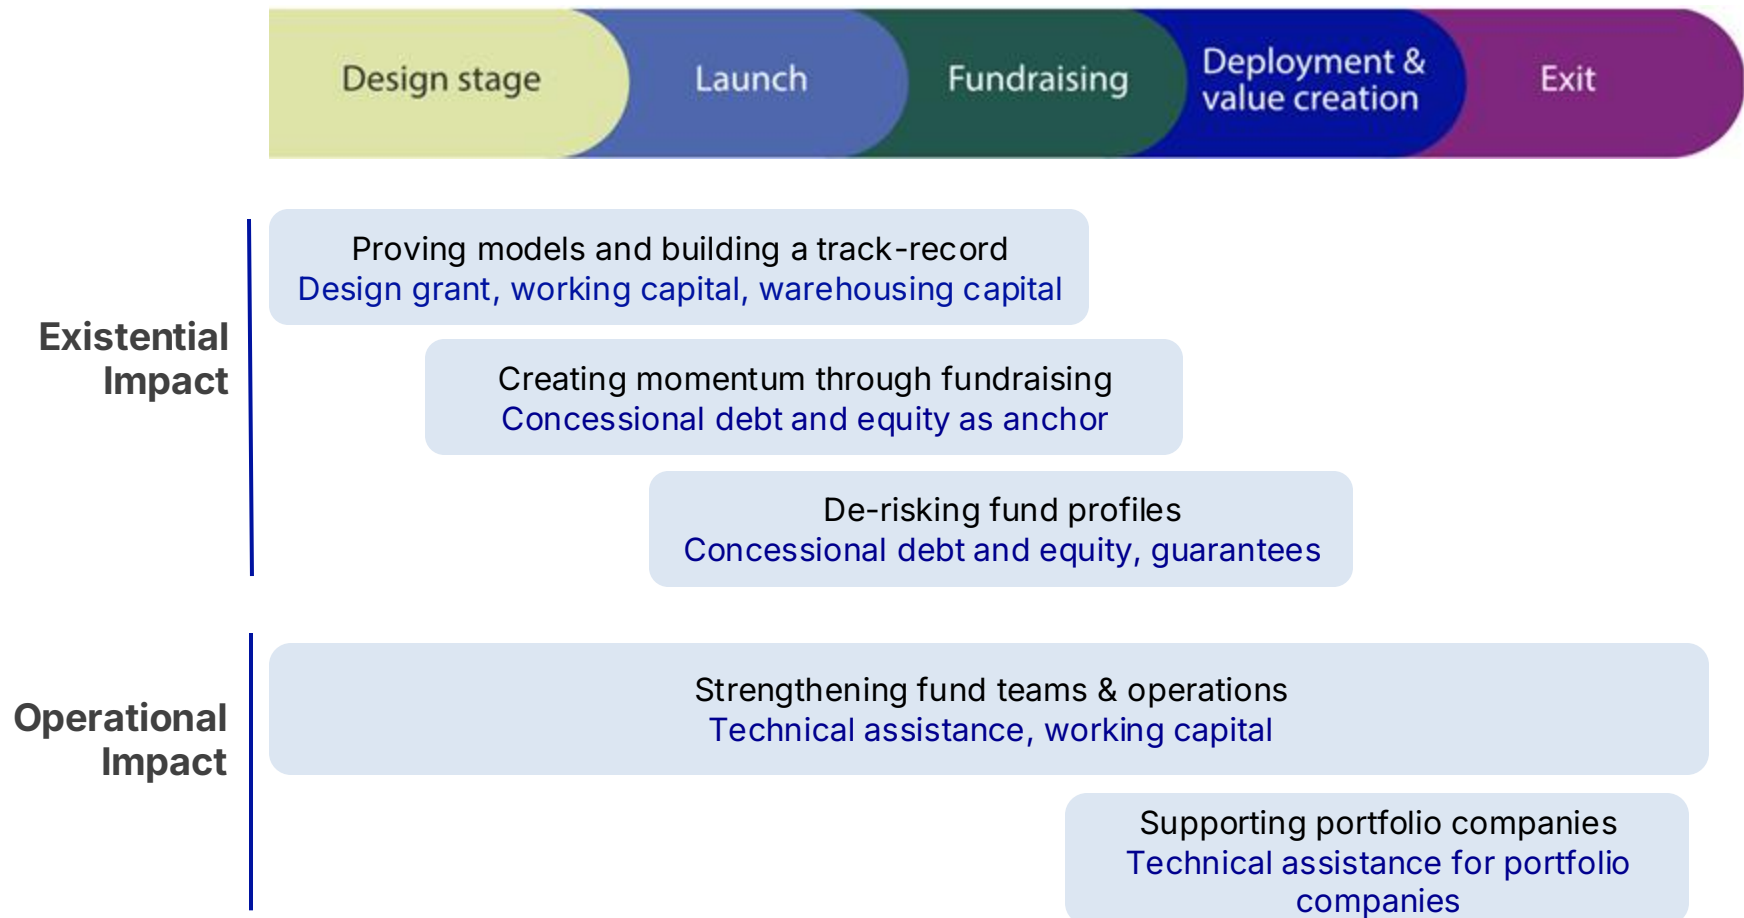 Design stage
Launch
Fundraising
Deployment &
value creation
Exit
Existential
Impact
Proving models and building a track-record
Design grant, working capital, warehousing capital
Creating momentum through fundraising
Concessional debt and equity as anchor
De-risking fund profiles
Concessional debt and equity, guarantees
Operational
Impact
Strengthening fund teams & operations
Technical assistance, working capital
Supporting portfolio companies
Technical assistance for portfolio
companies